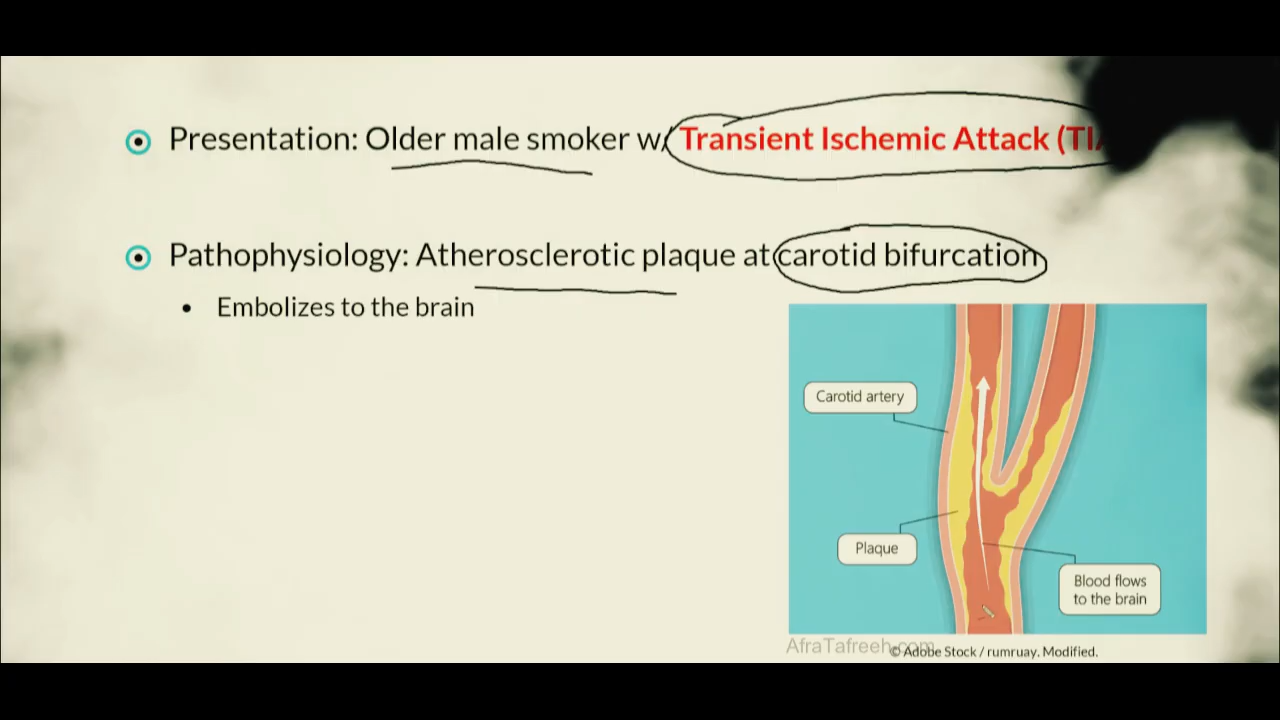 Presentation: Older male smoker w/ Transient Ischemic Attack (TI
Pathophysiology: Atherosclerotic plaque at carotid bifurcation
Embolizes to the brain
Carotid artery
Plaque
Blood flows
to the brain
AfraTafreeh.com
© Adobe Stock / rumruay. Modified.